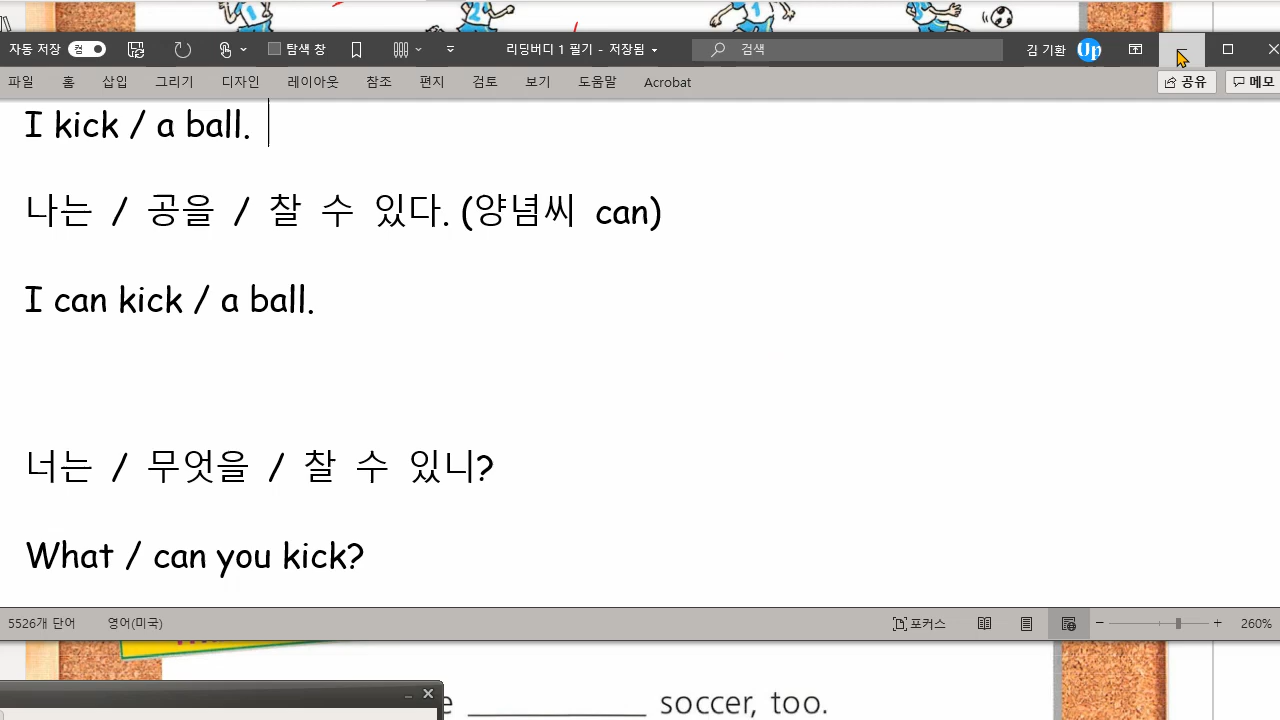 자동 저장 컴 탐색 창 리딩버디 1 필기 - 저장됨 검색 김 기환 Up
파일 홈 삽입 그리기 디자인 레이아웃 참조 편지 검토 보기 도움말 Acrobat 공유 메모
I kick / a ball.
나는 / 공을 / 찰 수 있다. (양념씨 can)
I can kick / a ball.
너는 / 무엇을 / 찰 수 있니?
What / can you kick?
5526개 단어 영어(미국) 포커스 260%
soccer, too.